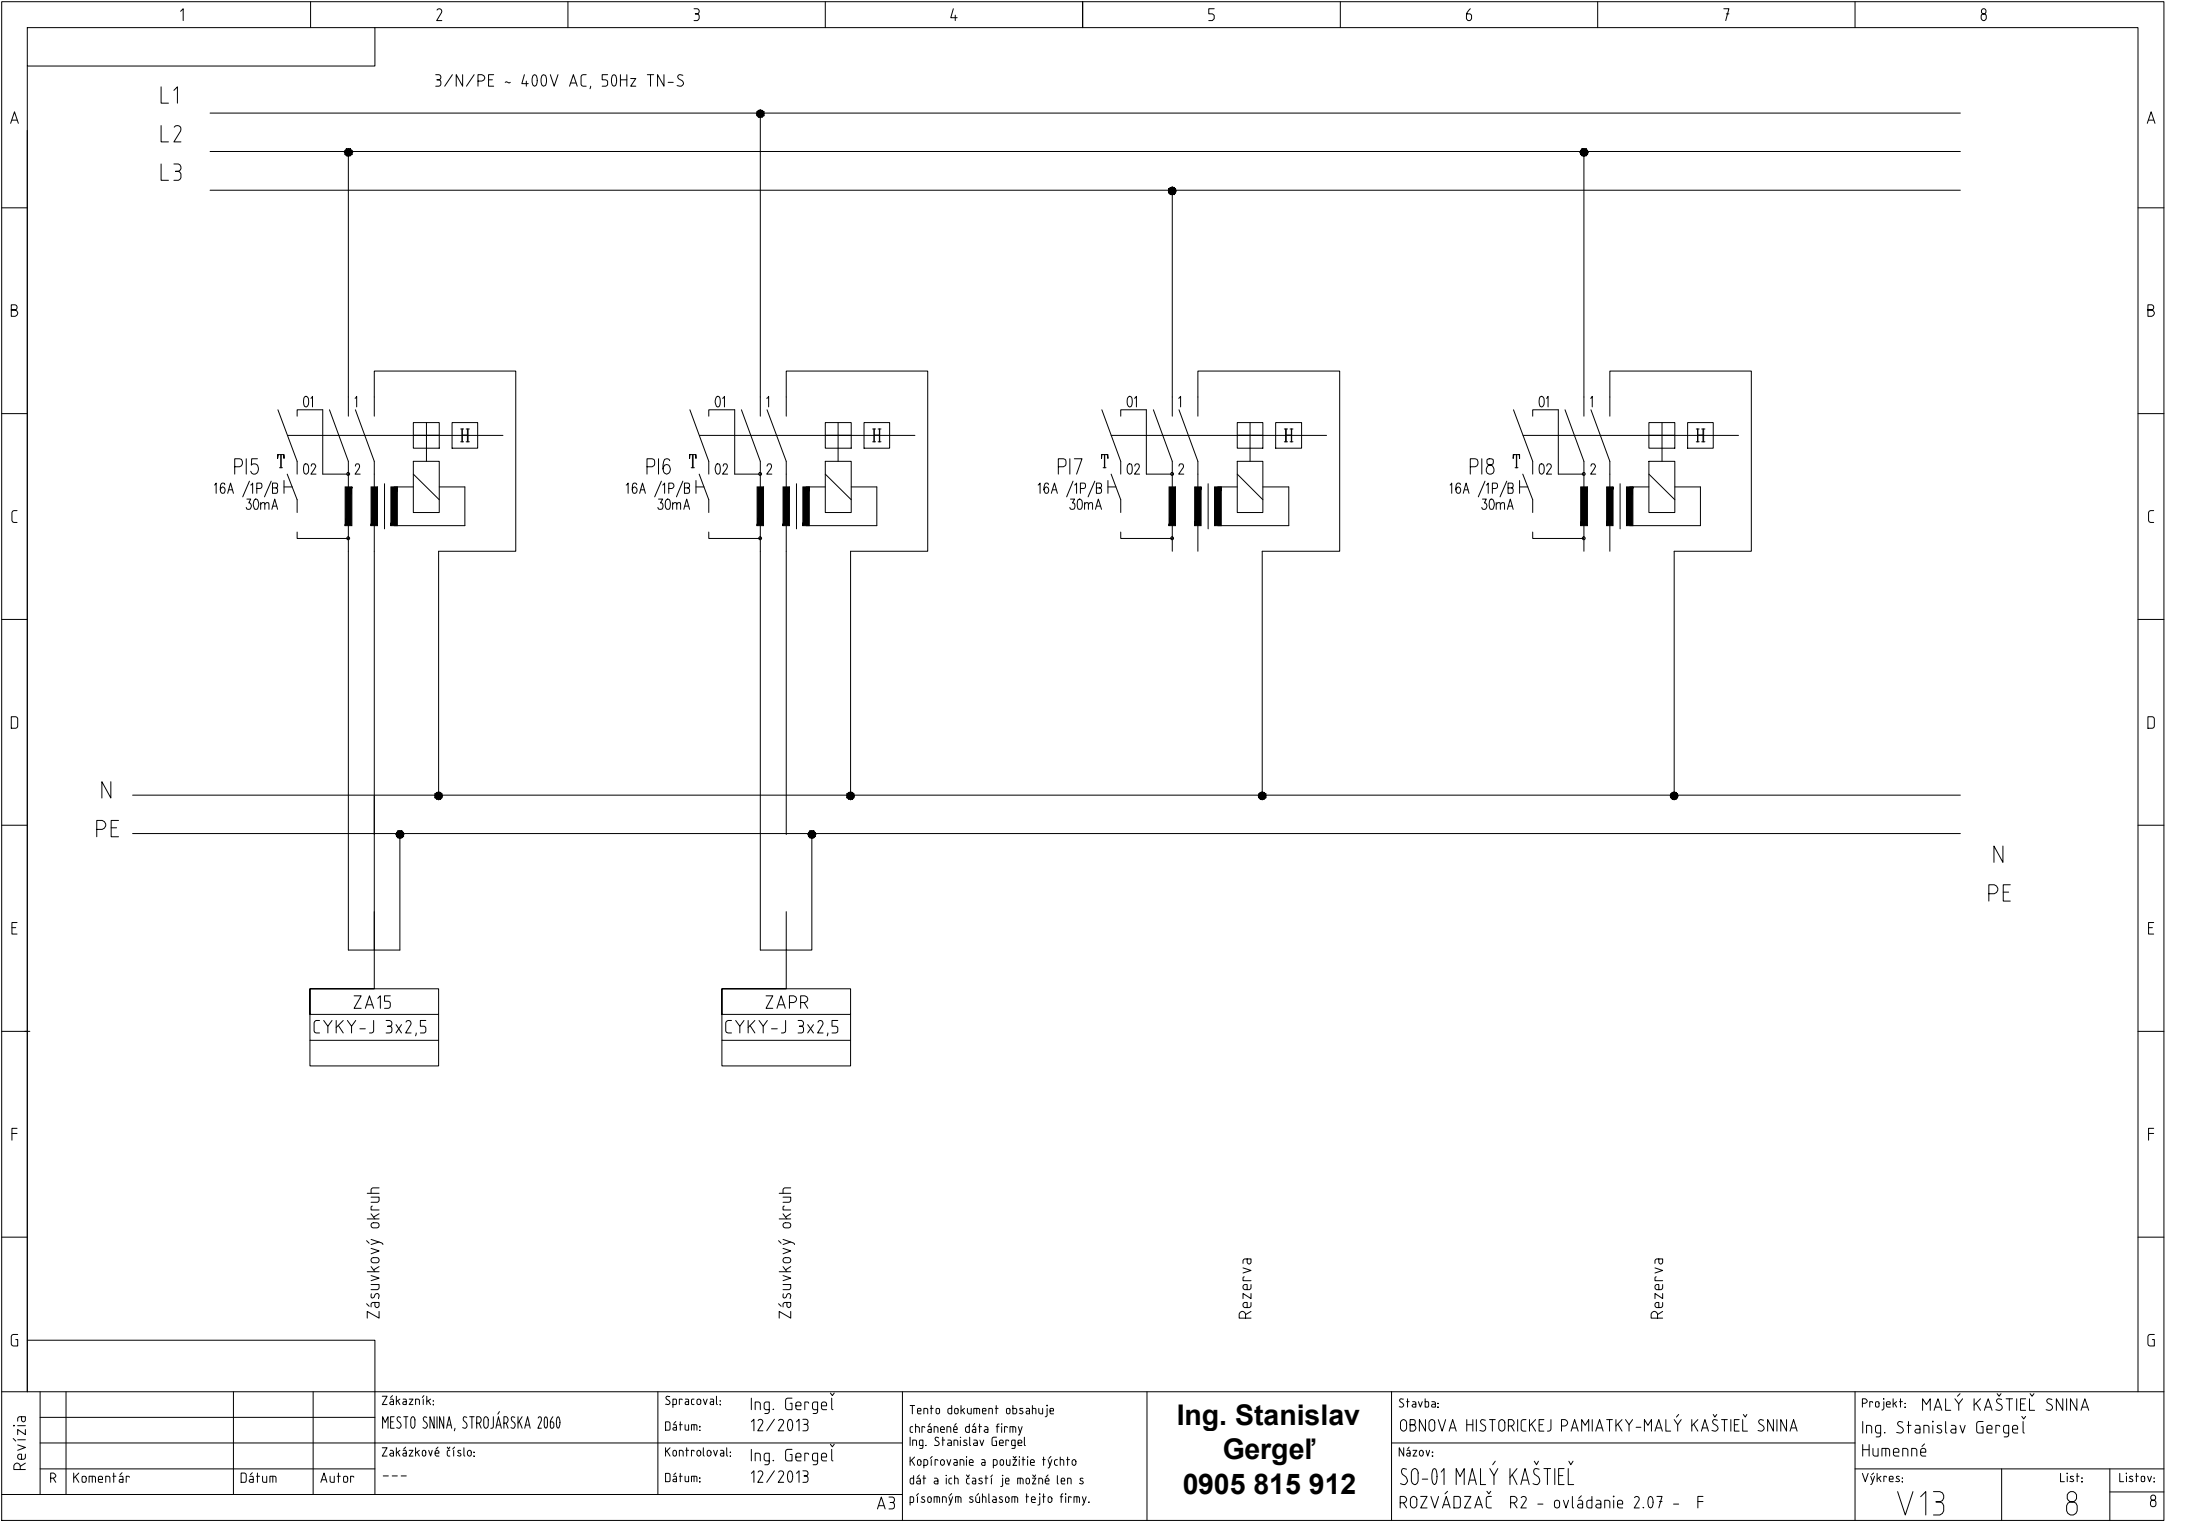 1 2 3 4 5 6 7 8
3/N/PE ~ 400V AC, 50Hz TN-S
L1
A A
L2
L3
B B
01 1 01 1 01 1 01 1
H H H H
PI5 T 02 2 PI6 T 02 2 PI7 T 02 2 PI8 T 02 2
16A /1P/B 16A /1P/B 16A /1P/B 16A /1P/B
30mA 30mA 30mA 30mA
C C
D D
N
PE
N
PE
E E
ZA15 ZAPR
CYKY-J 3x2,5 CYKY-J 3x2,5
F F
Zásuvkový okruh
Zásuvkový okruh
Rezerva
Rezerva
G G
Revízia
R Komentár Dátum Autor
Zákazník:
MESTO SNINA, STROJÁRSKA 2060
Zakázkové číslo:
---
Spracoval: Ing. Gergeľ
Dátum: 12/2013
Kontroloval: Ing. Gergeľ
Dátum: 12/2013
A3
Tento dokument obsahuje
chránené dáta firmy
Ing. Stanislav Gergel
Kopírovanie a použitie týchto
dát a ich častí je možné len s
písomným súhlasom tejto firmy.
Ing. Stanislav
Gergeľ
0905 815 912
Stavba:
OBNOVA HISTORICKEJ PAMIATKY-MALÝ KAŠTIEĽ SNINA
Názov:
SO-01 MALÝ KAŠTIEĽ
ROZVÁDZAČ R2 - ovládanie 2.07 - F
Projekt: MALÝ KAŠTIEĽ SNINA
Ing. Stanislav Gergeľ
Humenné
Výkres: List: Listov:
V13 8 8